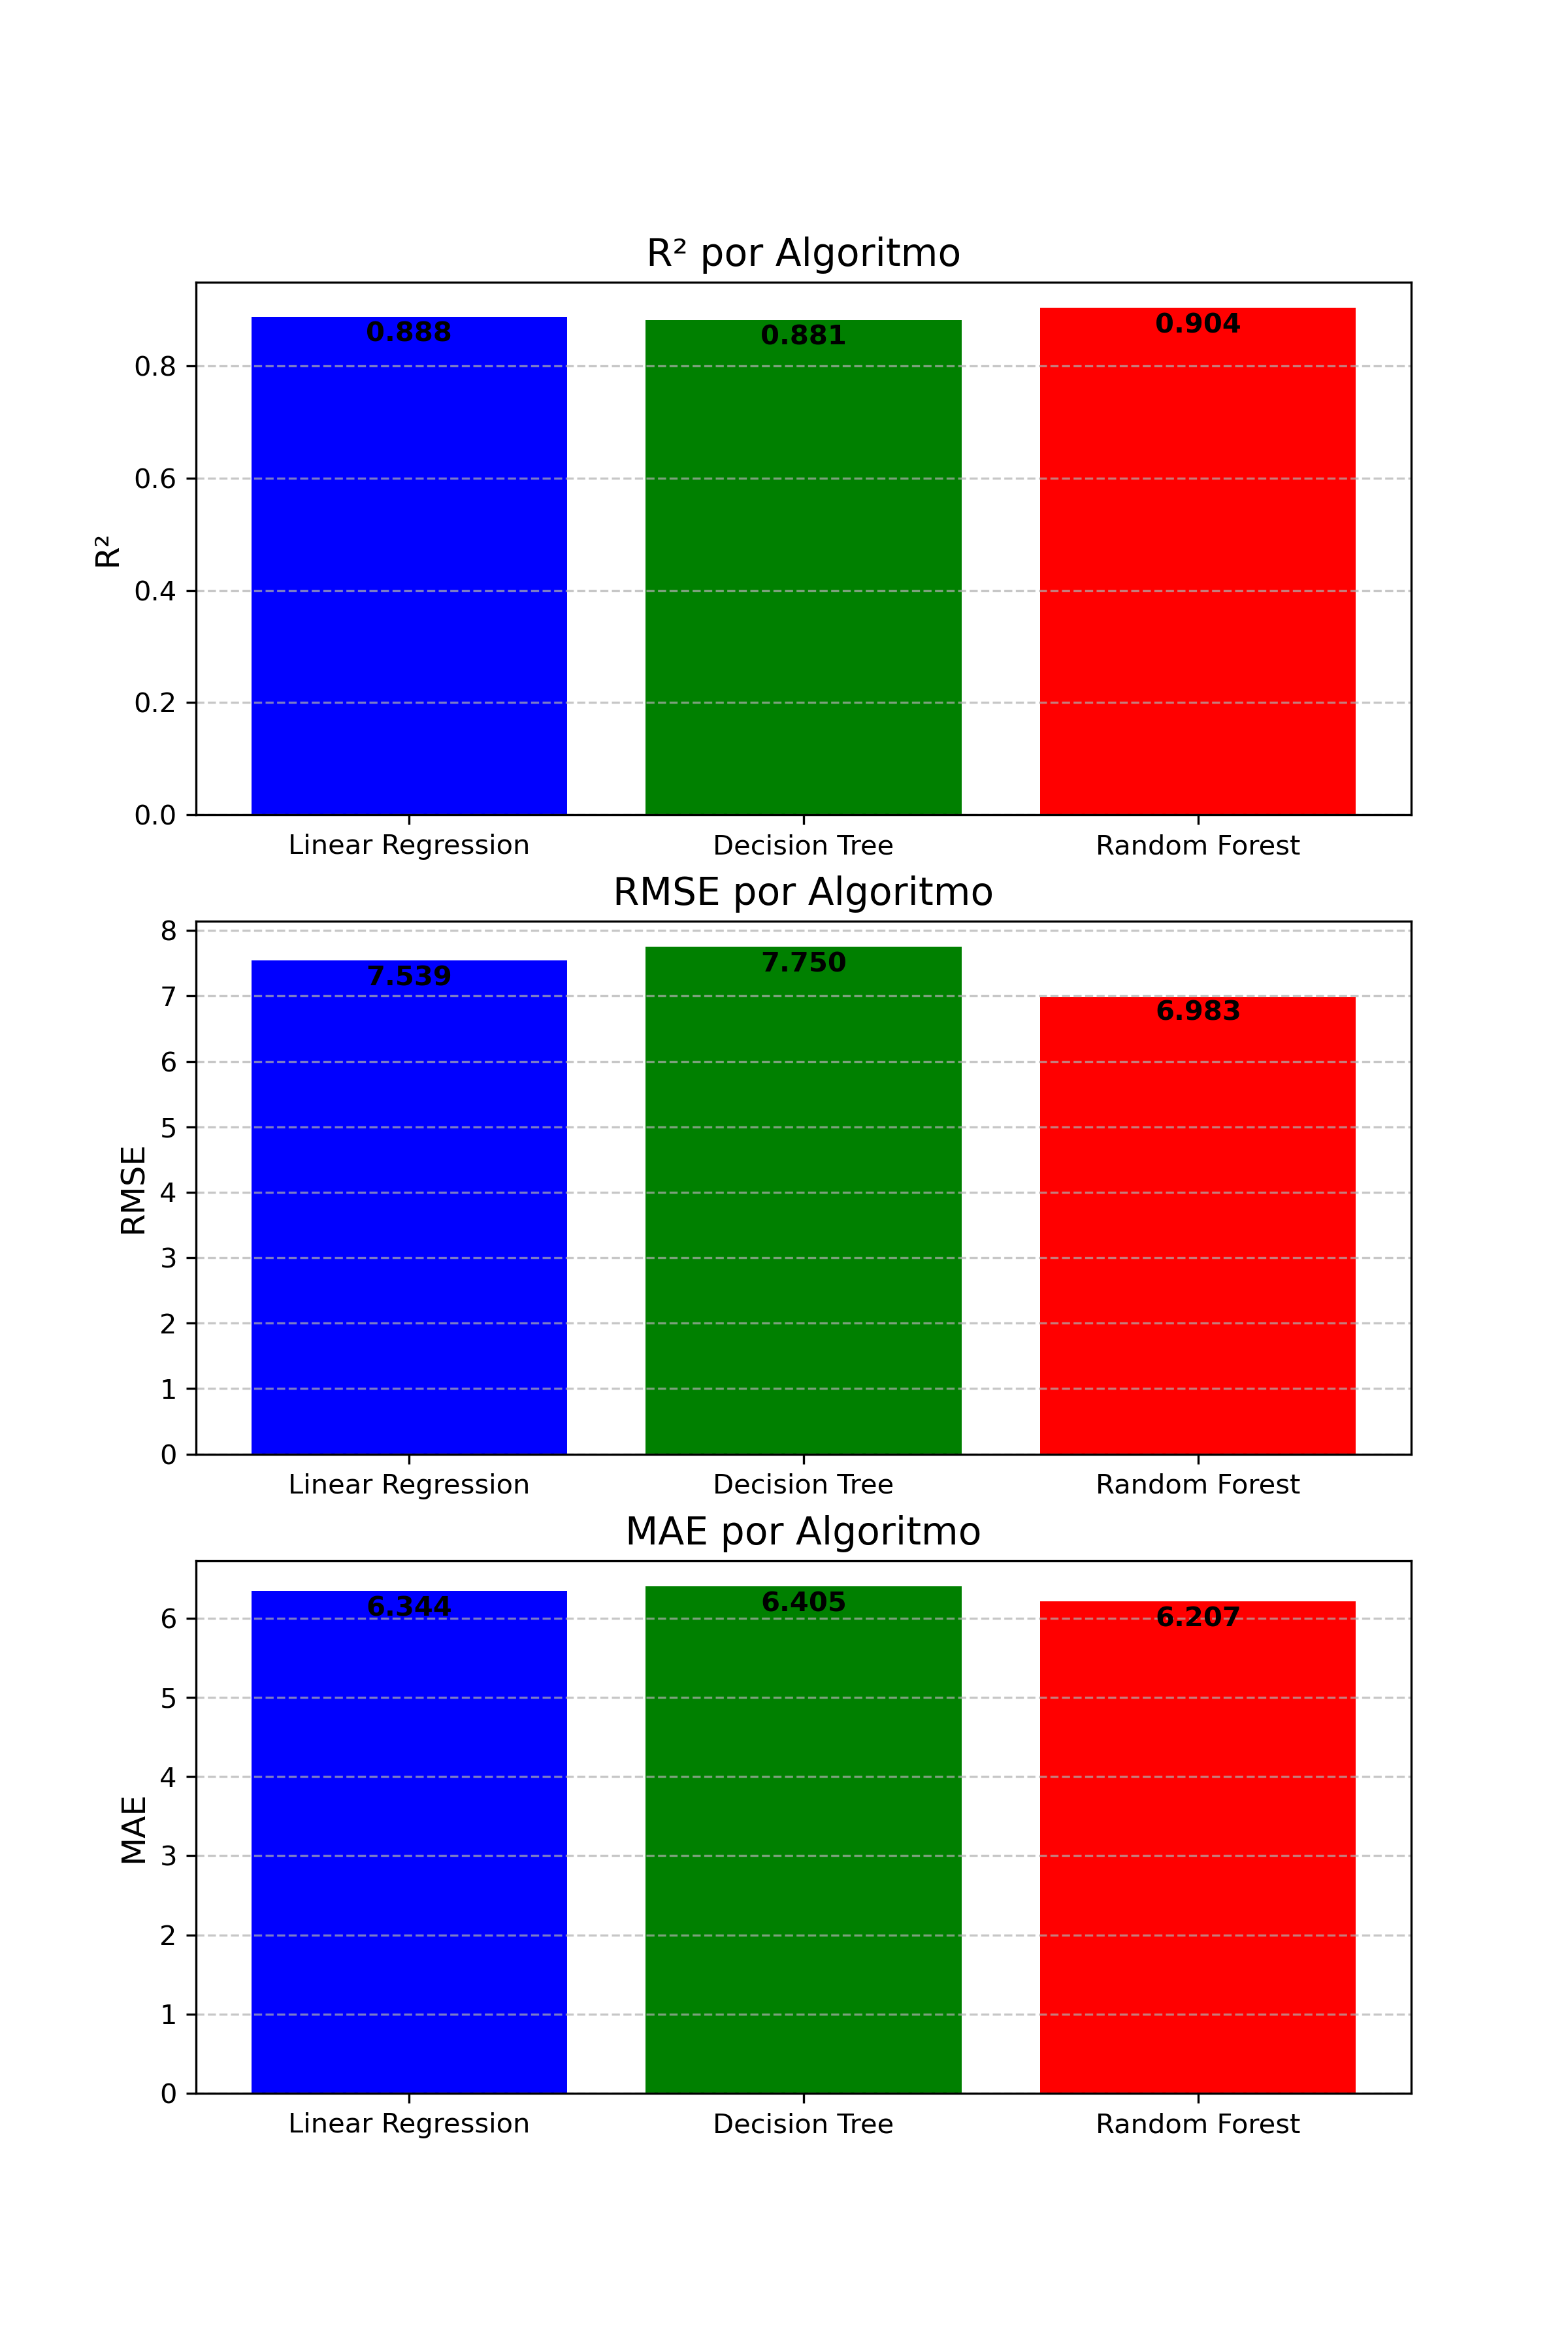 R² por Algoritmo
0.888
0.881
0.904
0.8
0.6
0.4
0.2
0.0
R²
Linear Regression
Decision Tree
Random Forest
RMSE por Algoritmo
8
7
6
5
4
3
2
1
0
7.539
7.750
6.983
RMSE
Linear Regression
Decision Tree
Random Forest
MAE por Algoritmo
6.344
6.405
6.207
6
5
4
3
2
1
0
MAE
Linear Regression
Decision Tree
Random Forest